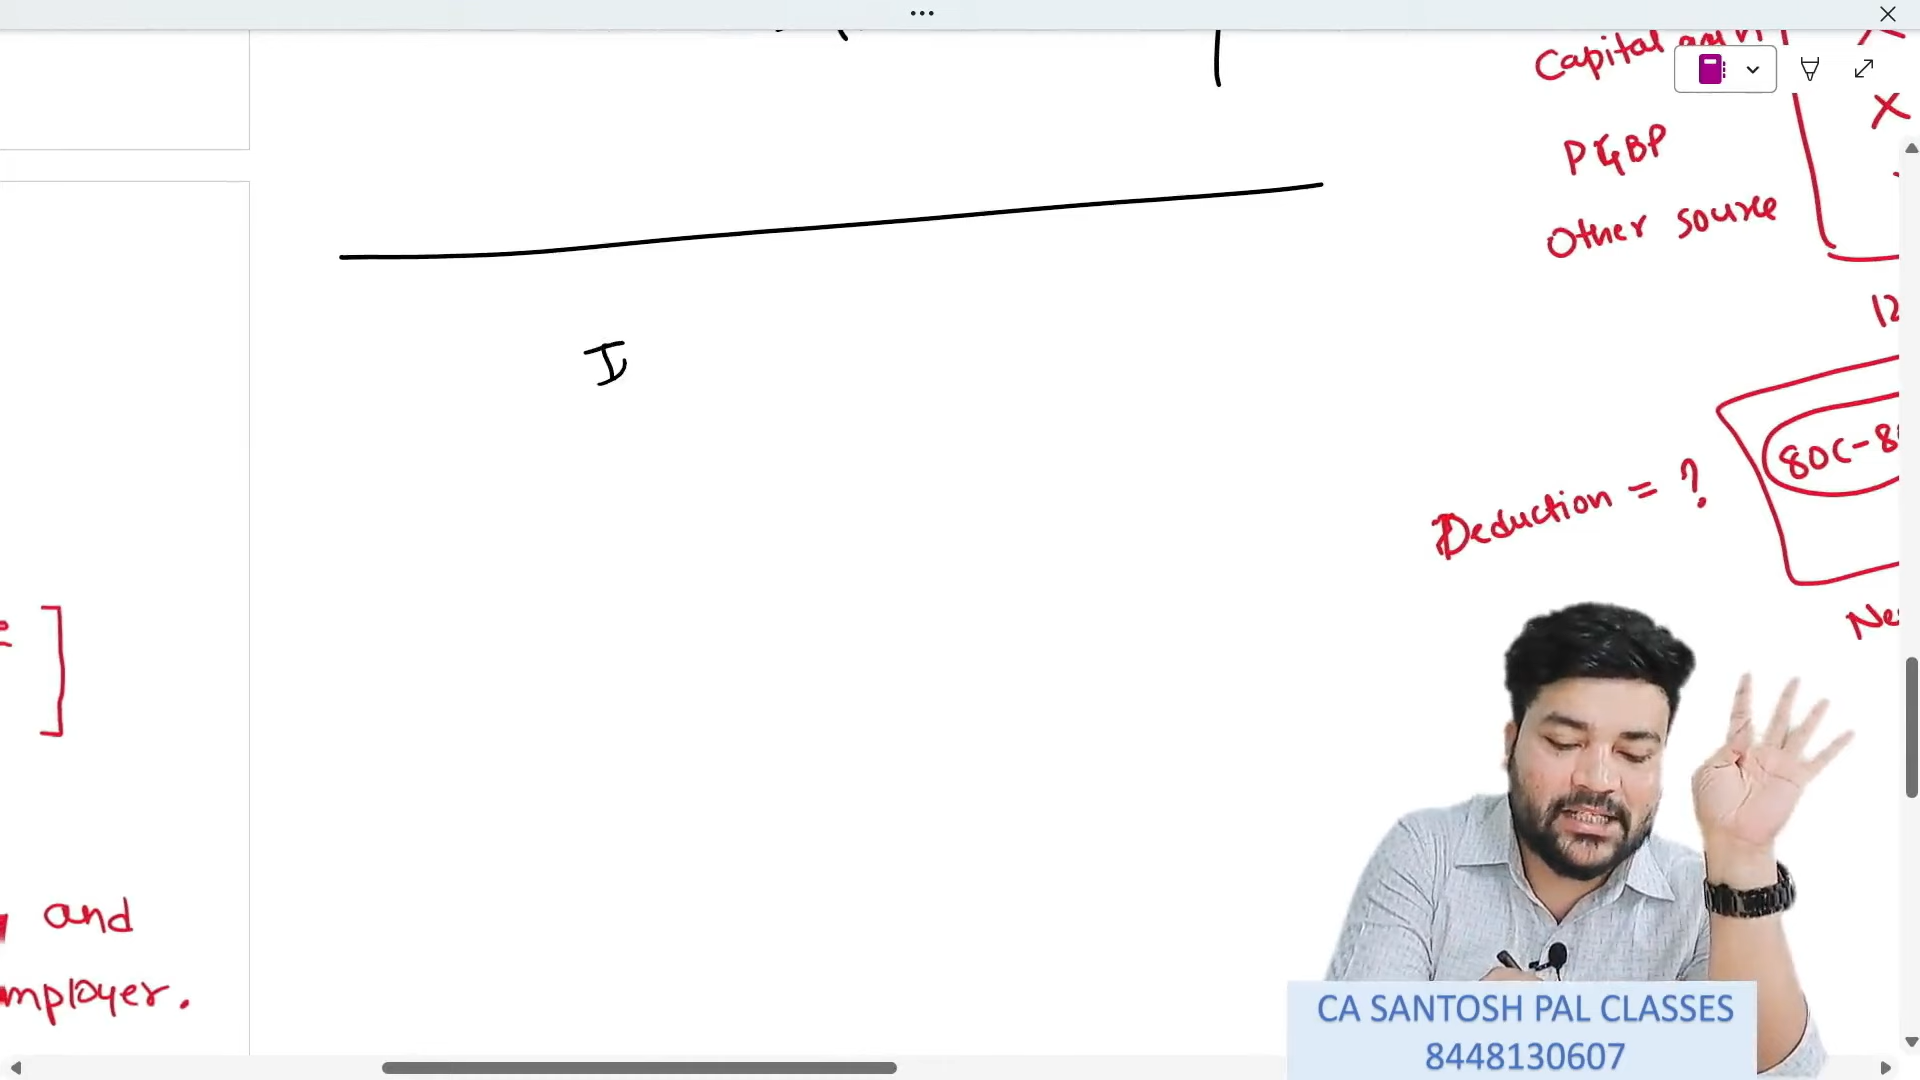 Capital
PGBP
Other source
12
I
80C-8
Deduction = ?
Ne
and
mployer.
CA SANTOSH PAL CLASSES
8448130607